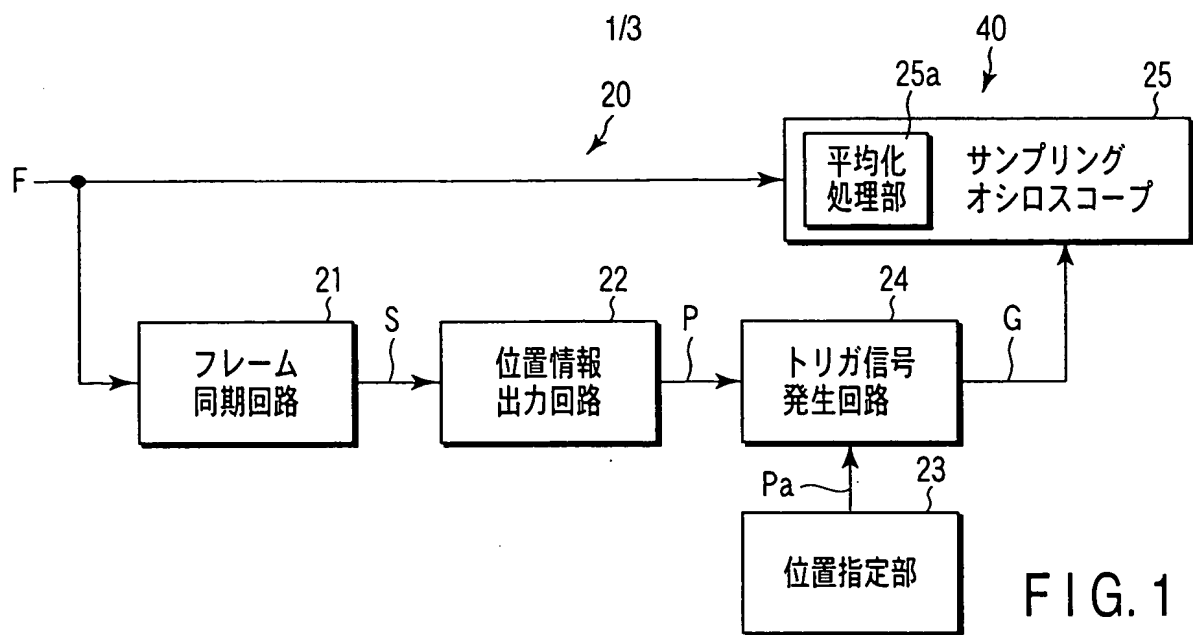 1/3
40
20
25a
25
平均化
処理部
サンプリング
オシロスコープ
F
21
S
22
P
24
G
フレーム
同期回路
位置情報
出力回路
トリガ信号
発生回路
Pa
23
位置指定部
FIG. 1